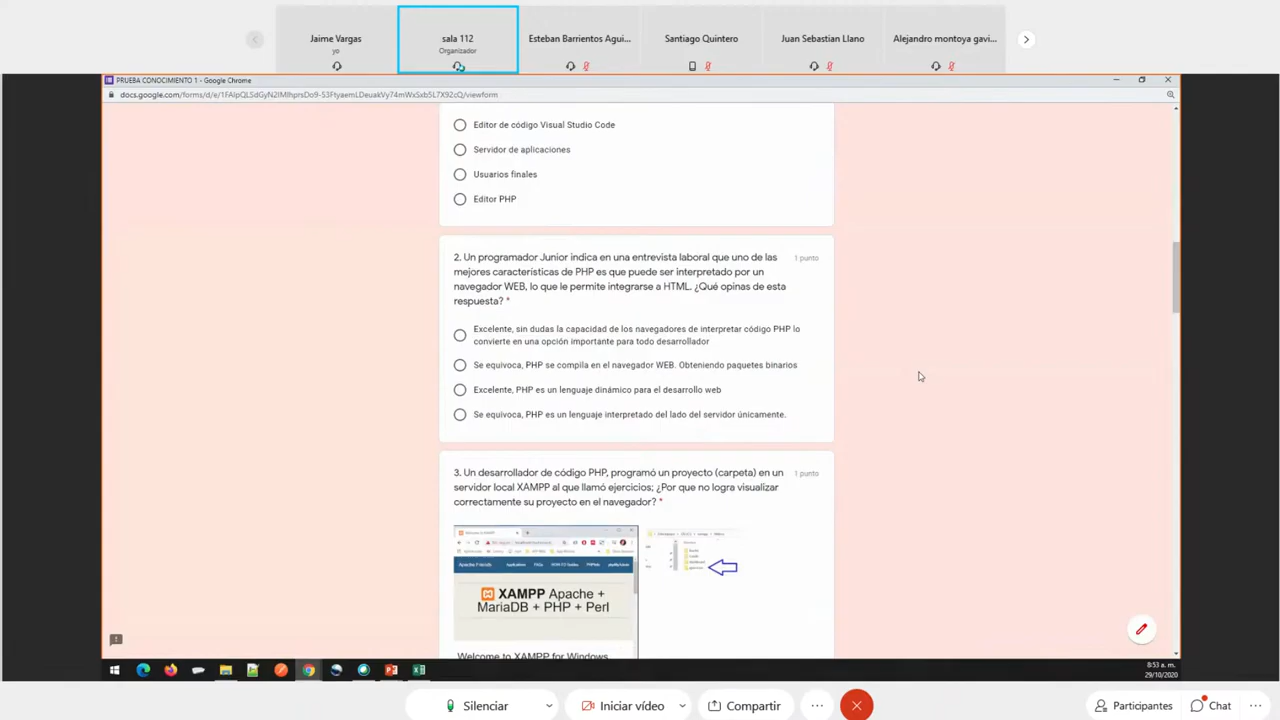 Jaime Vargas
yo
sala 112
Organizador
Esteban Barrientos Agui...
Santiago Quintero
Juan Sebastian Llano
Alejandro montoya gavi...
PRUEBA CONOCIMIENTO 1 - Google Chrome
Editor de código Visual Studio Code
Servidor de aplicaciones
Usuarios finales
Editor PHP
2. Un programador Junior indica en una entrevista laboral que uno de las
mejores características de PHP es que puede ser interpretado por un
navegador WEB, lo que le permite integrarse a HTML. ¿Qué opinas de esta
respuesta? *
1 punto
Excelente, sin dudas la capacidad de los navegadores de interpretar código PHP lo
convierte en una opción importante para todo desarrollador
Se equivoca, PHP se compila en el navegador WEB. Obteniendo paquetes binarios
Excelente, PHP es un lenguaje dinámico para el desarrollo web
Se equivoca, PHP es un lenguaje interpretado del lado del servidor únicamente.
3. Un desarrollador de código PHP, programó un proyecto (carpeta) en un
servidor local XAMPP al que llamó ejercicios; ¿Por que no logra visualizar
correctamente su proyecto en el navegador? *
1 punto
Apache Friends
XAMPP Apache +
MariaDB + PHP + Perl
Welcome to XAMPP for Windows
8:53 a. m.
29/10/2020
Silenciar
Iniciar vídeo
Compartir
Participantes
Chat